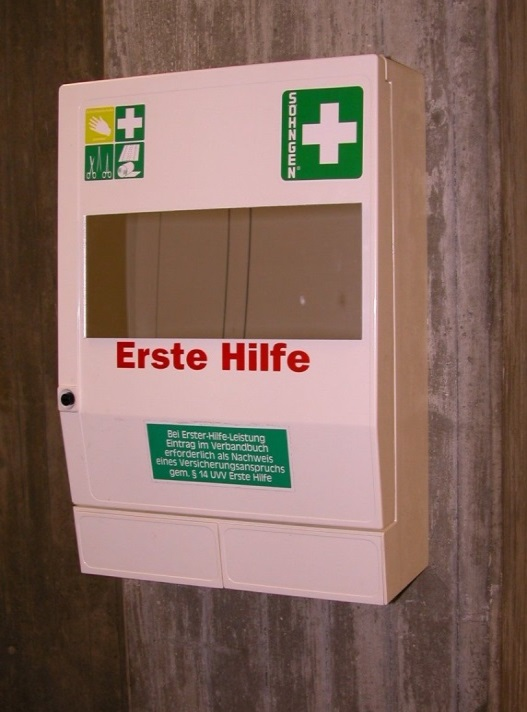 SÖHNGEN®
Erste Hilfe
Bei Erster-Hilfe-Leistung
Eintrag im Verbandbuch
erforderlich als Nachweis
eines Versicherungsanspruchs
gem. § 14 UVV Erste Hilfe